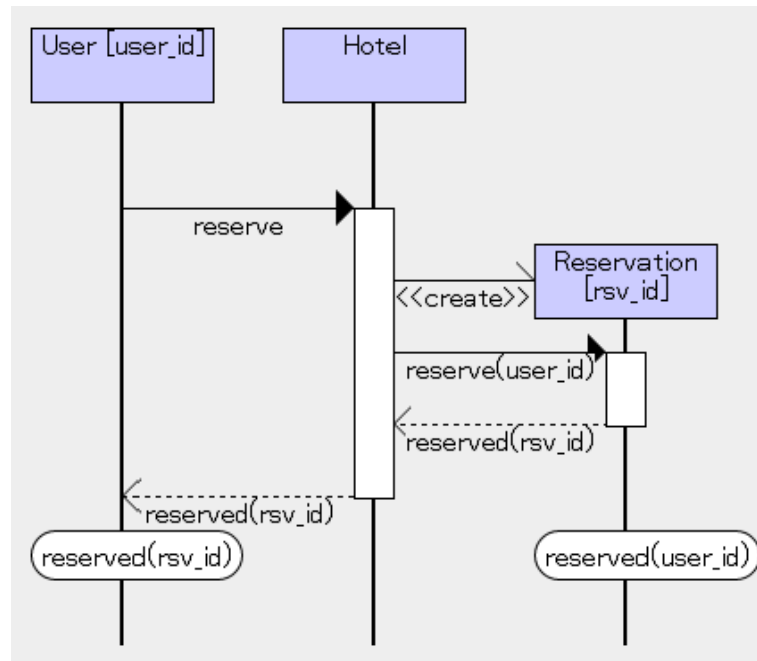 User [user_id]
Hotel
reserve
Reservation
[rsv_id]
<<create>>
reserve(user_id)
reserved(rsv_id)
reserved(rsv_id)
reserved(rsv_id)
reserved(user_id)